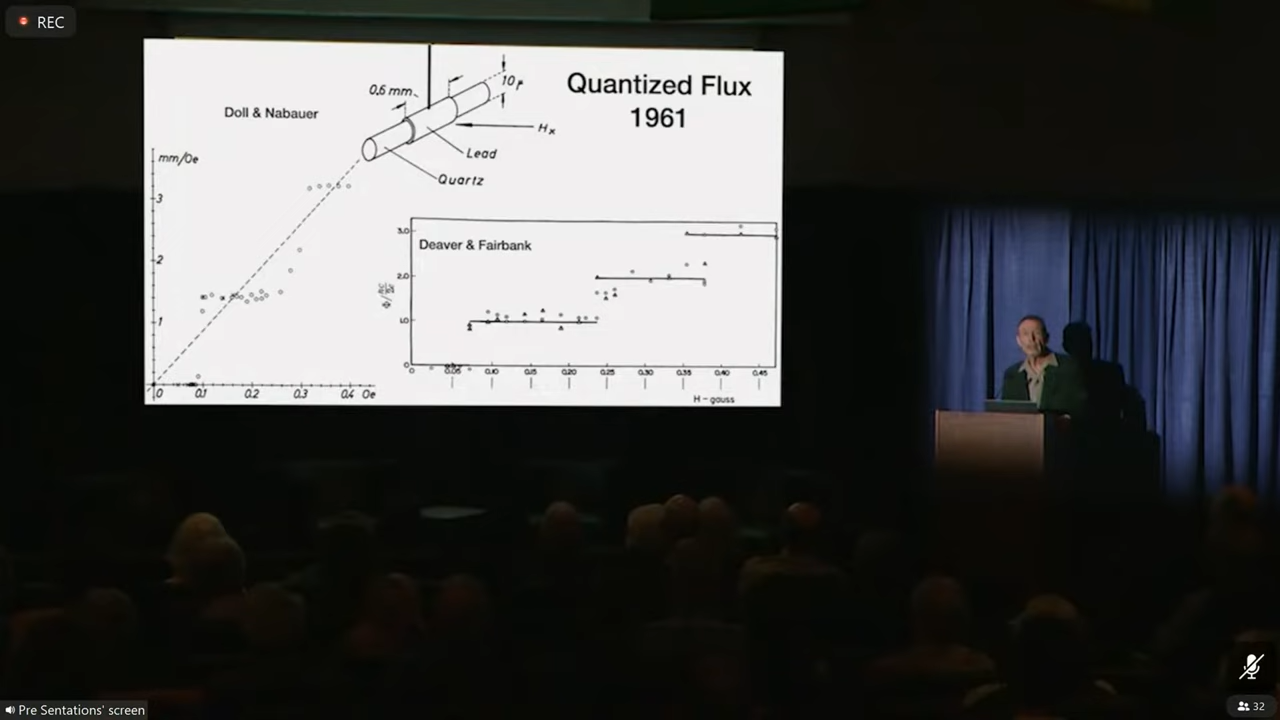 REC
Quantized Flux
1961
Doll & Nabauer
0,6 mm
10 μ
Hx
Lead
Quartz
mm/Oe
3
2
1
0
0.1
0.2
0.3
0.4
Oe
Deaver & Fairbank
3.0
2.0
1.0
0
0
0.05
0.10
0.15
0.20
0.25
0.30
0.35
0.40
0.45
H – gauss
Pre Sentations' screen
32